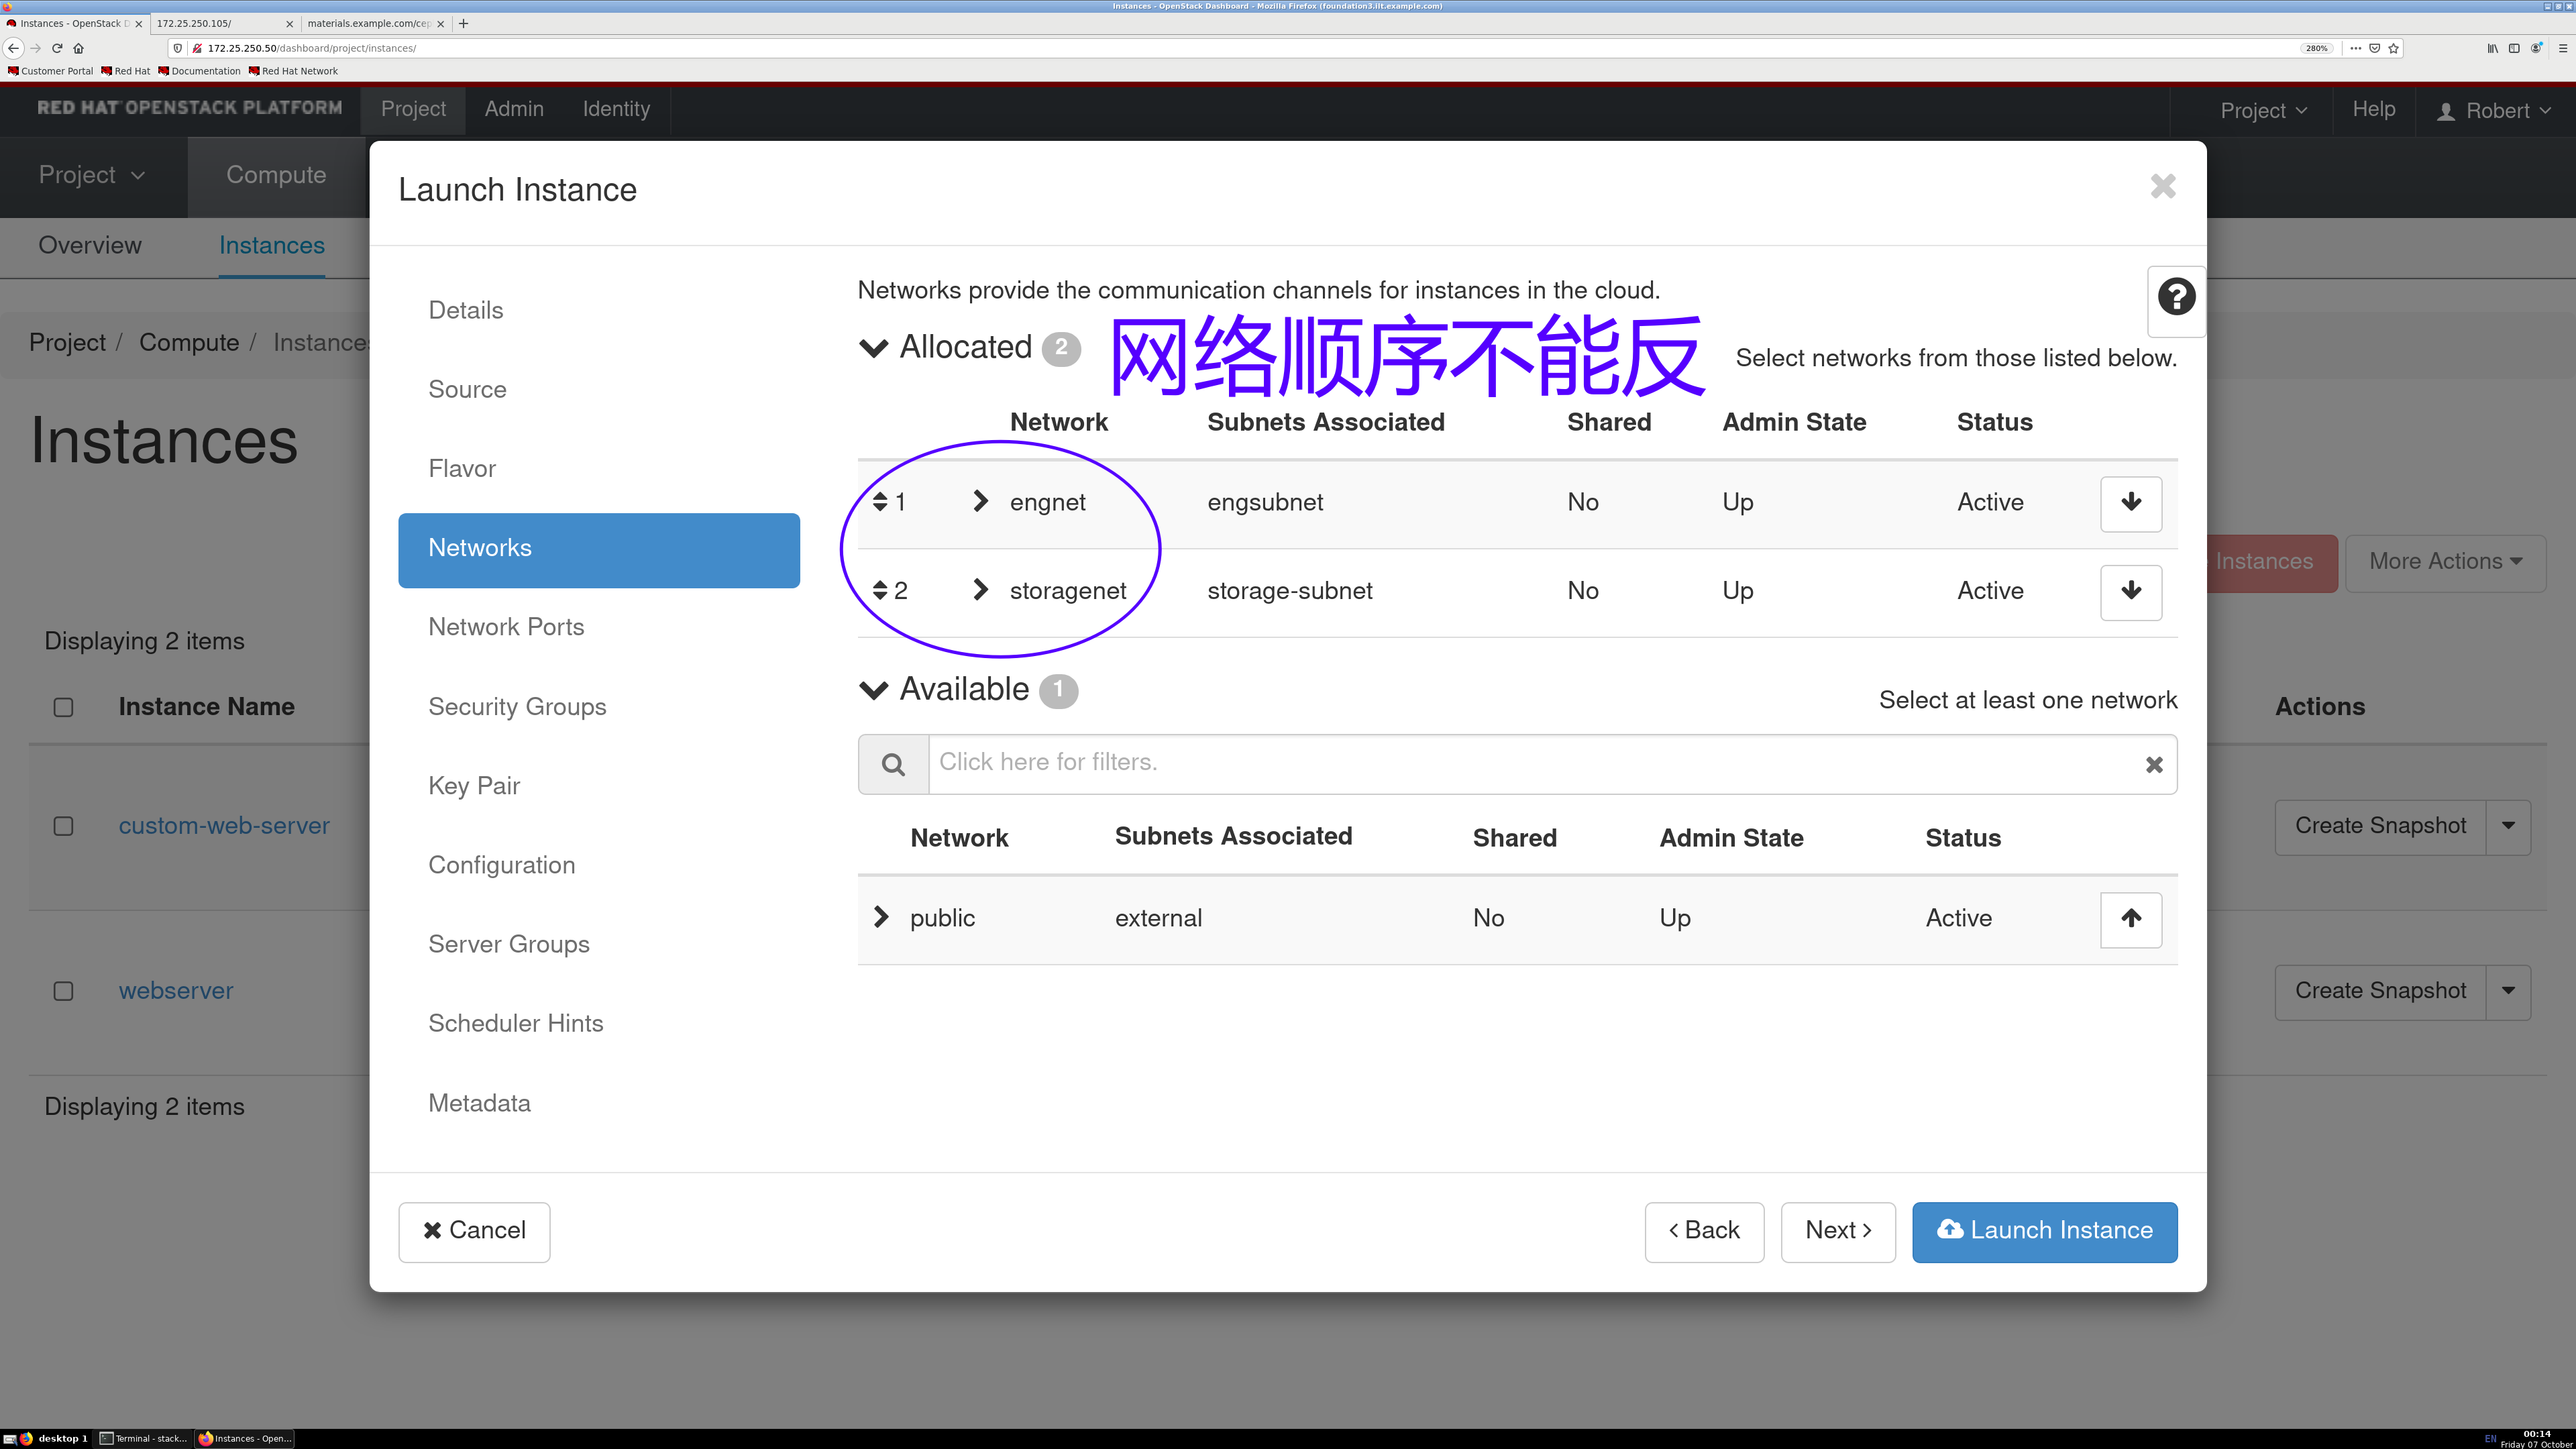 Instances - OpenStack Dashboard - Mozilla Firefox (foundation3.ilt.example.com)
Instances - OpenStack D 172.25.250.105/ materials.example.com/cep
172.25.250.50/dashboard/project/instances/ 280%
Customer Portal Red Hat Documentation Red Hat Network
RED HAT OPENSTACK PLATFORM Project Admin Identity Project Help Robert
Project Compute
Overview Instances
Project / Compute / Instances
Instances
Instances More Actions
Displaying 2 items
Instance Name Actions
custom-web-server Create Snapshot
webserver Create Snapshot
Displaying 2 items
Launch Instance
Details
Source
Flavor
Networks
Network Ports
Security Groups
Key Pair
Configuration
Server Groups
Scheduler Hints
Metadata
Networks provide the communication channels for instances in the cloud.
Allocated 2 网络顺序不能反 Select networks from those listed below.
Network Subnets Associated Shared Admin State Status
1 engnet engsubnet No Up Active
2 storagenet storage-subnet No Up Active
Available 1 Select at least one network
Click here for filters.
Network Subnets Associated Shared Admin State Status
public external No Up Active
Cancel Back Next Launch Instance
desktop 1 Terminal - stack... Instances - Open... EN 00:14
Friday 07 October